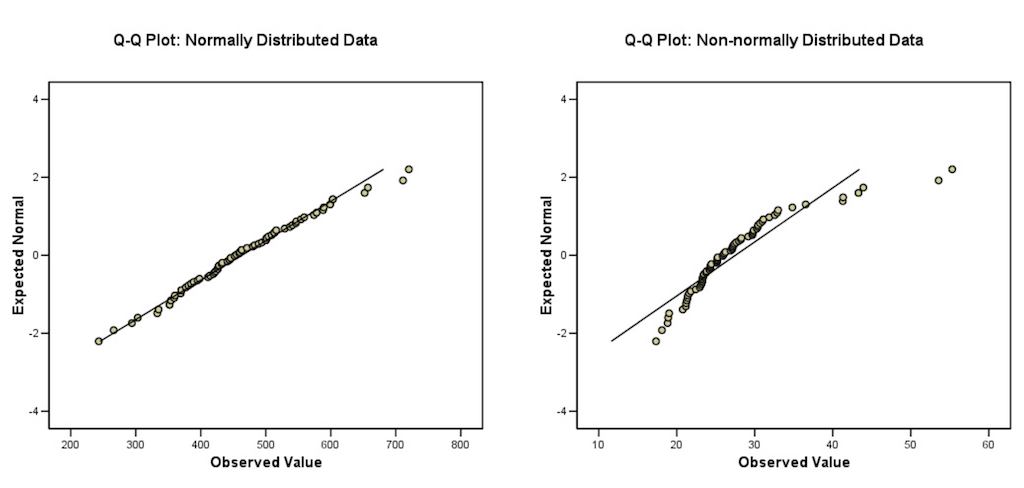 Q-Q Plot: Normally Distributed Data
4
2
0
-2
-4
Expected Normal
200 300 400 500 600 700 800
Observed Value
Q-Q Plot: Non-normally Distributed Data
4
2
0
-2
-4
Expected Normal
10 20 30 40 50 60
Observed Value